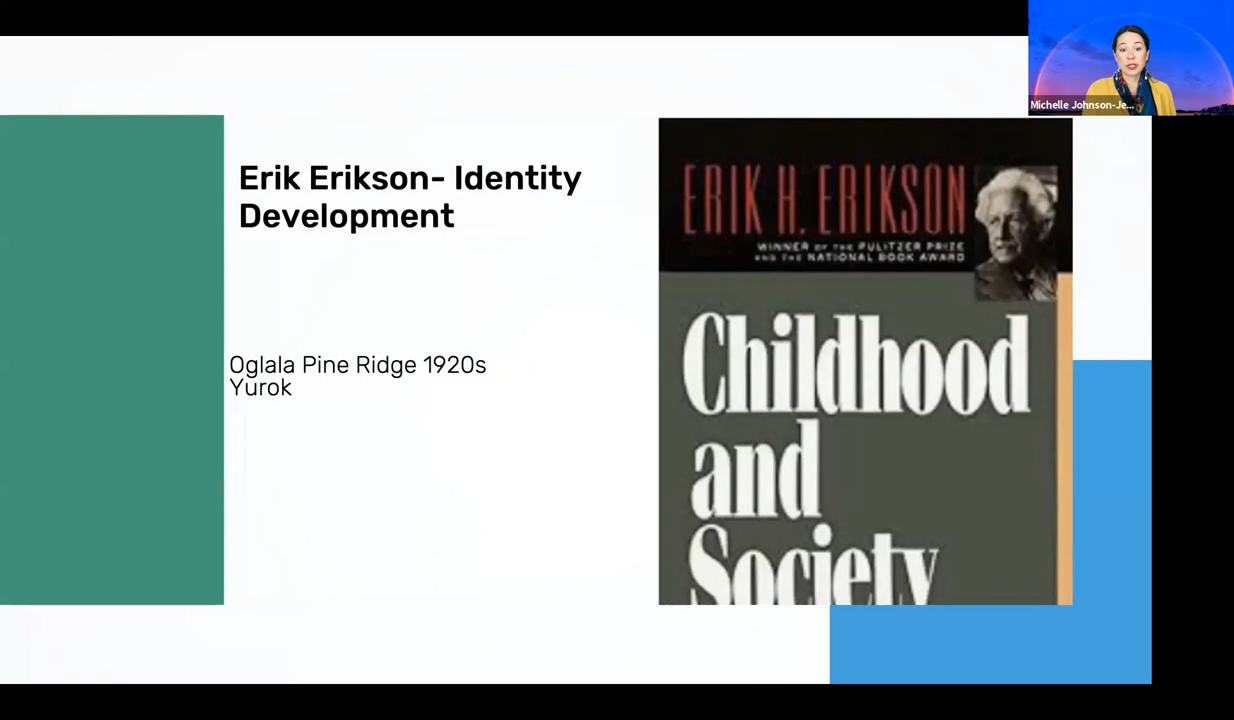 Michelle Johnson-Je...
Erik Erikson- Identity
Development
Oglala Pine Ridge 1920s
Yurok
ERIK H. ERIKSON
WINNER OF THE PULITZER PRIZE
AND THE NATIONAL BOOK AWARD
Childhood
and
Society